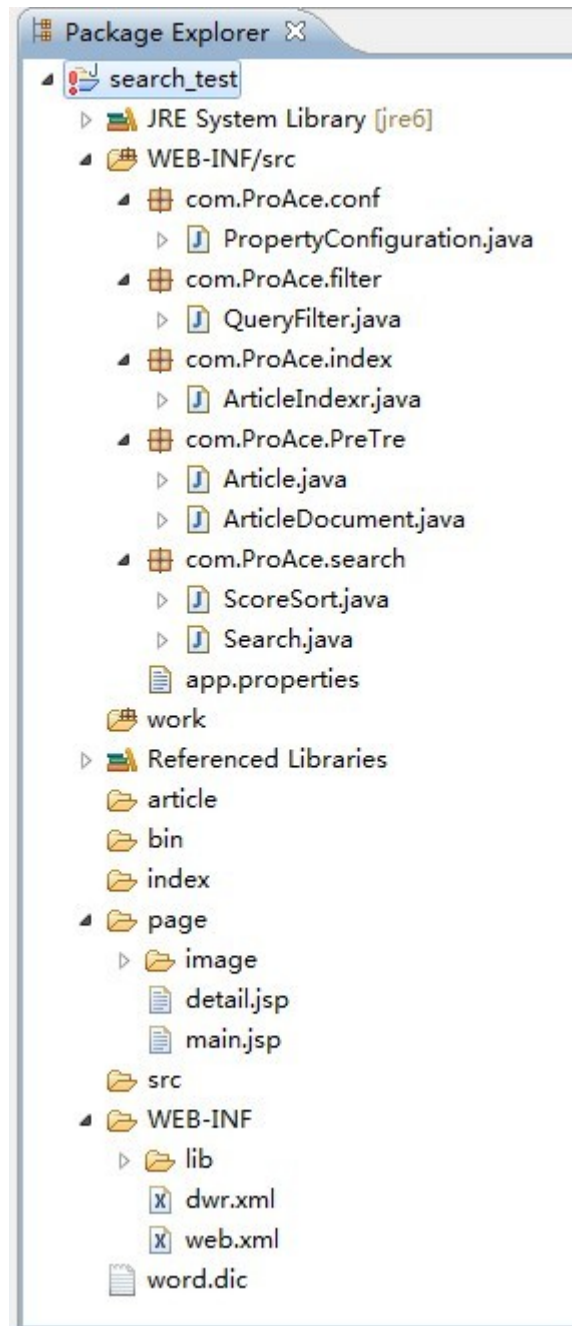 Package Explorer
search_test
JRE System Library [jre6]
WEB-INF/src
com.ProAce.conf
PropertyConfiguration.java
com.ProAce.filter
QueryFilter.java
com.ProAce.index
ArticleIndexr.java
com.ProAce.PreTre
Article.java
ArticleDocument.java
com.ProAce.search
ScoreSort.java
Search.java
app.properties
work
Referenced Libraries
article
bin
index
page
image
detail.jsp
main.jsp
src
WEB-INF
lib
dwr.xml
web.xml
word.dic